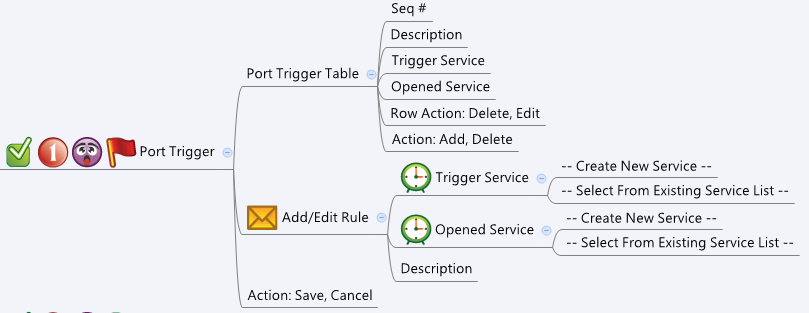 Seq #
Description
Trigger Service
Port Trigger Table
Opened Service
Row Action: Delete, Edit
Action: Add, Delete
1 Port Trigger
-- Create New Service --
Trigger Service
-- Select From Existing Service List --
Add/Edit Rule
-- Create New Service --
Opened Service
-- Select From Existing Service List --
Description
Action: Save, Cancel